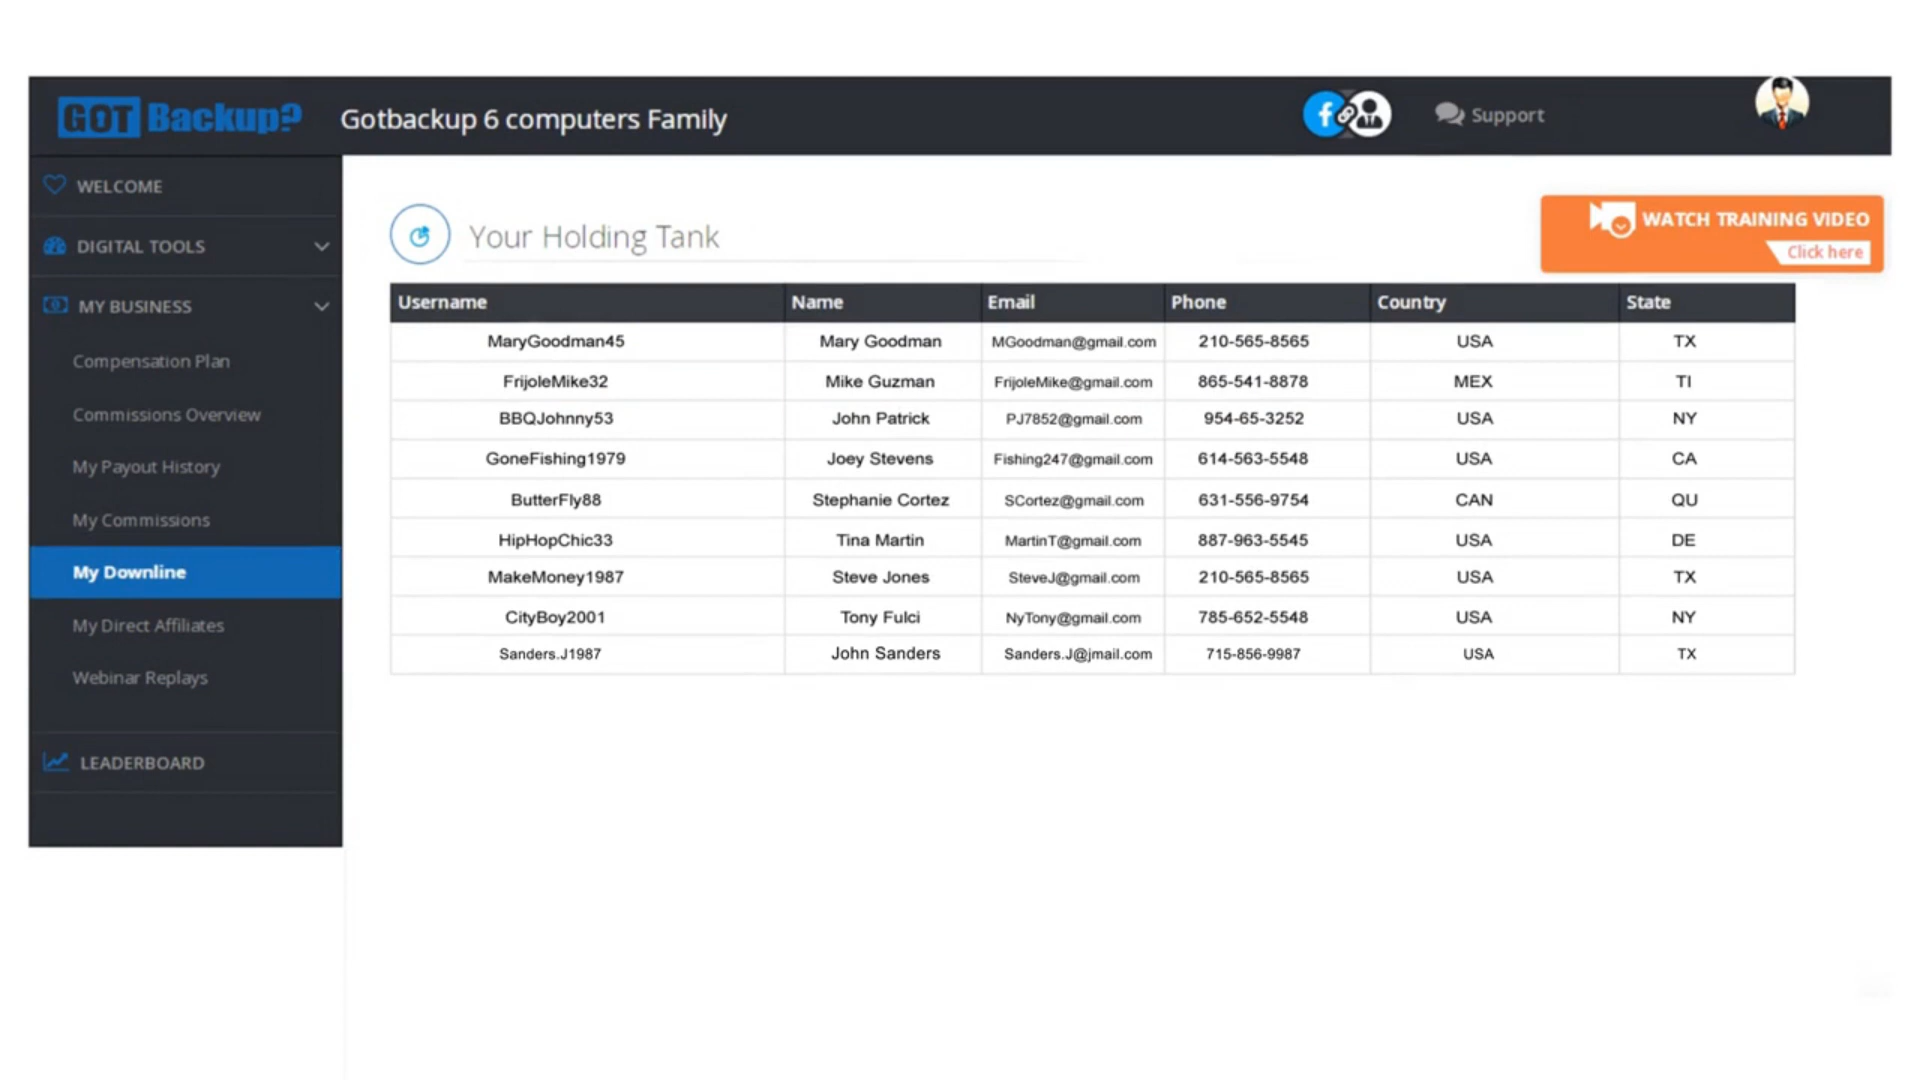 GOT Backup?
Gotbackup 6 computers Family
Support
WELCOME
DIGITAL TOOLS
MY BUSINESS
Compensation Plan
Commissions Overview
My Payout History
My Commissions
My Downline
My Direct Affiliates
Webinar Replays
LEADERBOARD
Your Holding Tank
WATCH TRAINING VIDEO
Click here
Username Name Email Phone Country State
MaryGoodman45 Mary Goodman MGoodman@gmail.com 210-565-8565 USA TX
FrijoleMike32 Mike Guzman FrijoleMike@gmail.com 865-541-8878 MEX TI
BBQJohnny53 John Patrick PJ7852@gmail.com 954-65-3252 USA NY
GoneFishing1979 Joey Stevens Fishing247@gmail.com 614-563-5548 USA CA
ButterFly88 Stephanie Cortez SCortez@gmail.com 631-556-9754 CAN QU
HipHopChic33 Tina Martin MartinT@gmail.com 887-963-5545 USA DE
MakeMoney1987 Steve Jones SteveJ@gmail.com 210-565-8565 USA TX
CityBoy2001 Tony Fulci NyTony@gmail.com 785-652-5548 USA NY
Sanders.J1987 John Sanders Sanders.J@jmail.com 715-856-9987 USA TX